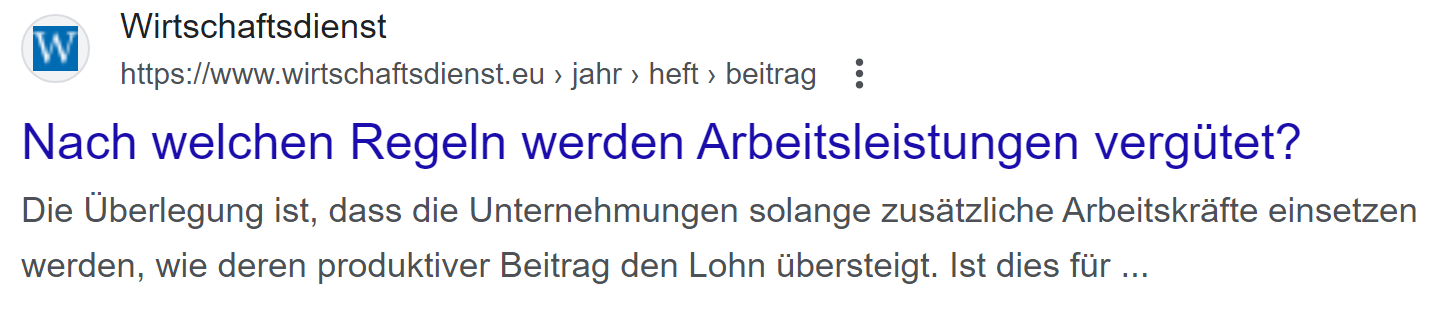 W
Wirtschaftsdienst
https://www.wirtschaftsdienst.eu › jahr › heft › beitrag
Nach welchen Regeln werden Arbeitsleistungen vergütet?
Die Überlegung ist, dass die Unternehmungen solange zusätzliche Arbeitskräfte einsetzen
werden, wie deren produktiver Beitrag den Lohn übersteigt. Ist dies für ...